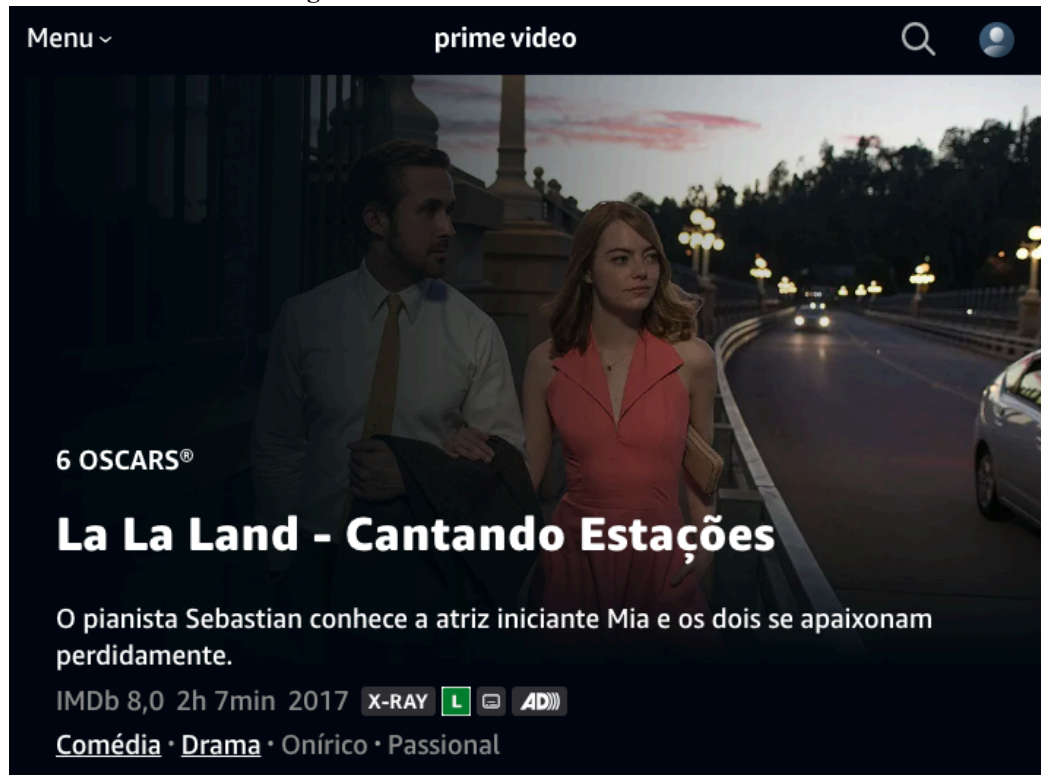 Menu
prime video
6 OSCARS®
La La Land - Cantando Estações
O pianista Sebastian conhece a atriz iniciante Mia e os dois se apaixonam
perdidamente.
IMDb 8,0 2h 7min 2017 X-RAY L AD)))
Comédia · Drama · Onírico · Passional